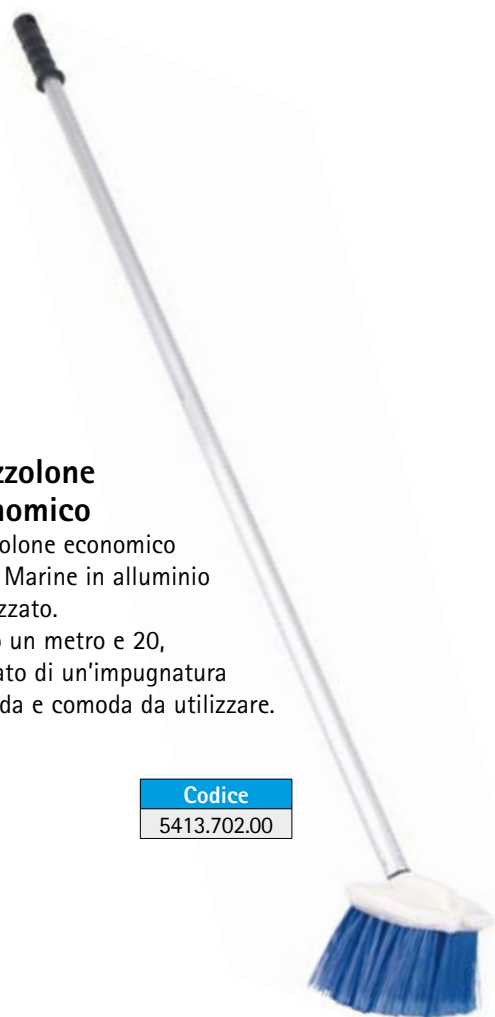 zzolone
nomico
olone economico
Marine in alluminio
zzato.
o un metro e 20,
ato di un'impugnatura
da e comoda da utilizzare.
Codice
5413.702.00